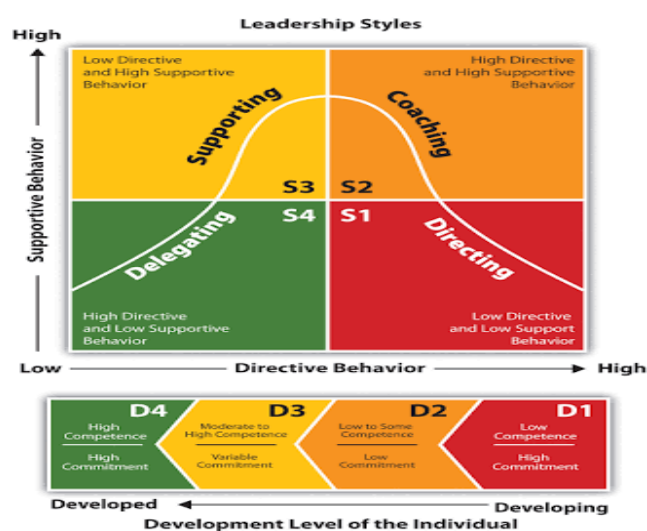 Leadership Styles
High
Supportive Behavior
Low Directive
and High Supportive
Behavior
High Directive
and High Supportive
Behavior
Supporting
Coaching
S3
S2
S4
S1
Delegating
Directing
High Directive
and Low Supportive
Behavior
Low Directive
and Low Support
Behavior
Low
Directive Behavior
High
D4
High
Competence
High
Commitment
D3
Moderate to
High Competence
Variable
Commitment
D2
Low to Some
Competence
Low
Commitment
D1
Low
Competence
High
Commitment
Developed
Developing
Development Level of the Individual